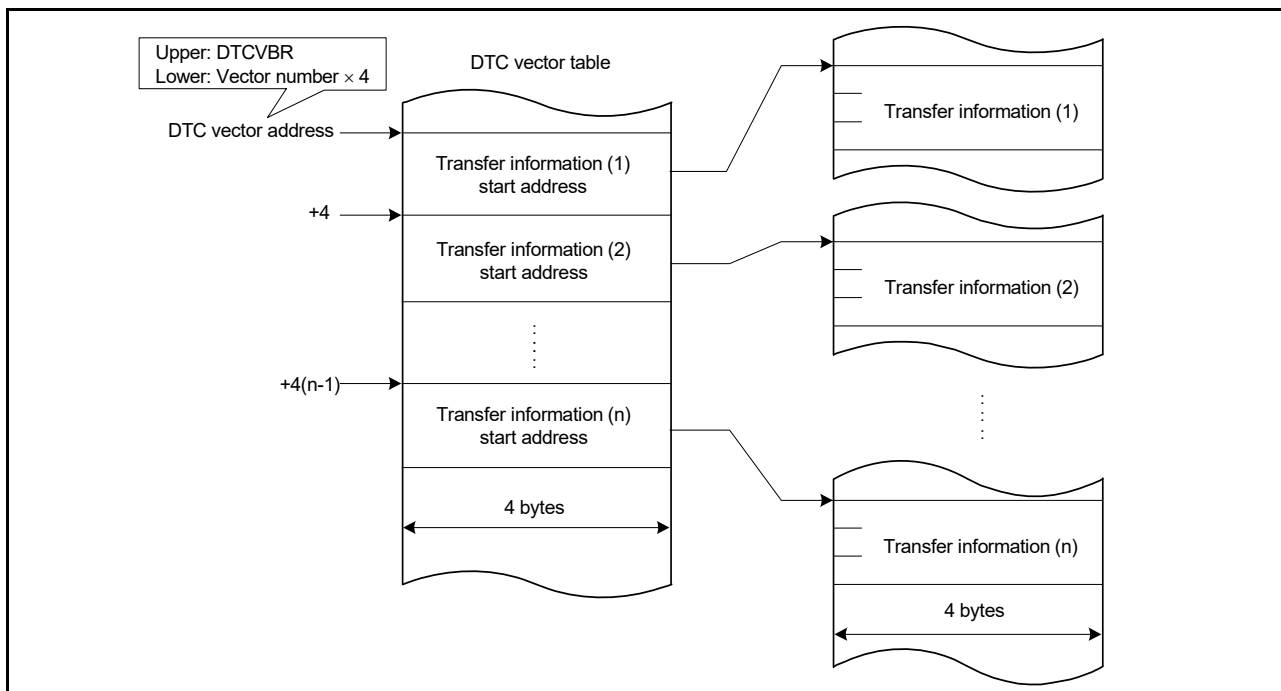 Upper: DTCVBR
Lower: Vector number × 4
DTC vector table
DTC vector address
Transfer information (1)
start address
+4
Transfer information (2)
start address
+4(n-1)
Transfer information (n)
start address
4 bytes
Transfer information (1)
Transfer information (2)
Transfer information (n)
4 bytes